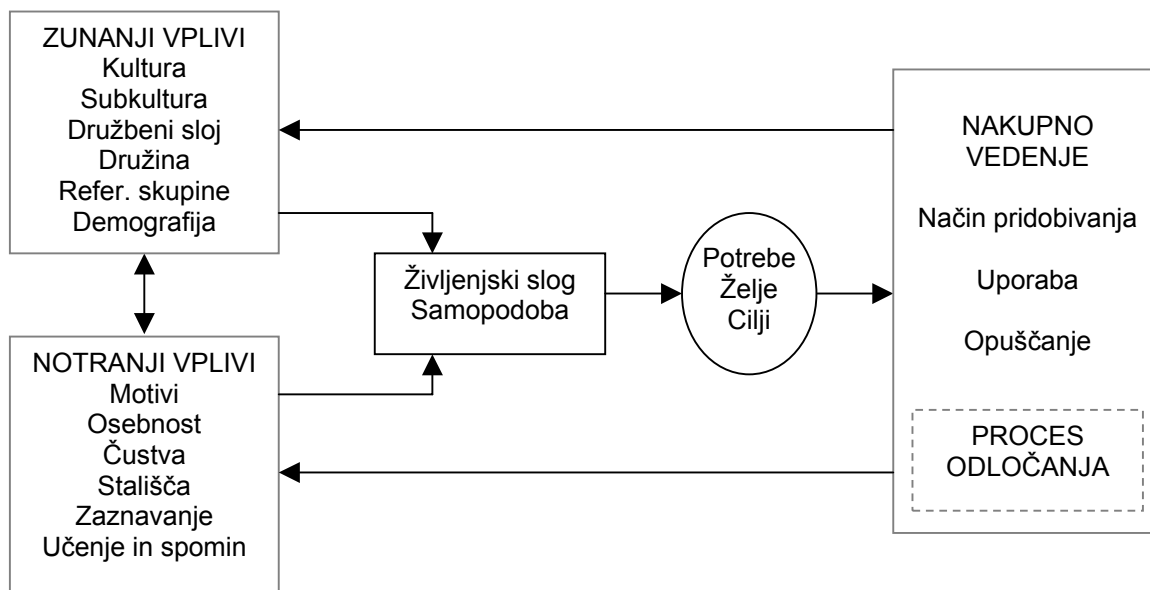 ZUNANJI VPLIVI
Kultura
Subkultura
Družbeni sloj
Družina
Refer. skupine
Demografija
NOTRANJI VPLIVI
Motivi
Osebnost
Čustva
Stališča
Zaznavanje
Učenje in spomin
Življenjski slog
Samopodoba
Potrebe
Želje
Cilji
NAKUPNO
VEDENJE
Način pridobivanja
Uporaba
Opuščanje
PROCES
ODLOČANJA